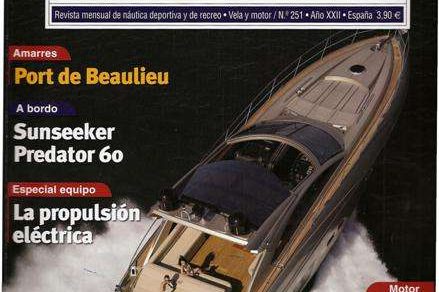 Revista mensual de náutica deportiva y de recreo • Vela y motor / N.º 251 • Año XXII • España 3,90 €
Amarres
Port de Beaulieu
A bordo
Sunseeker
Predator 60
Especial equipo
La propulsión
eléctrica
Motor